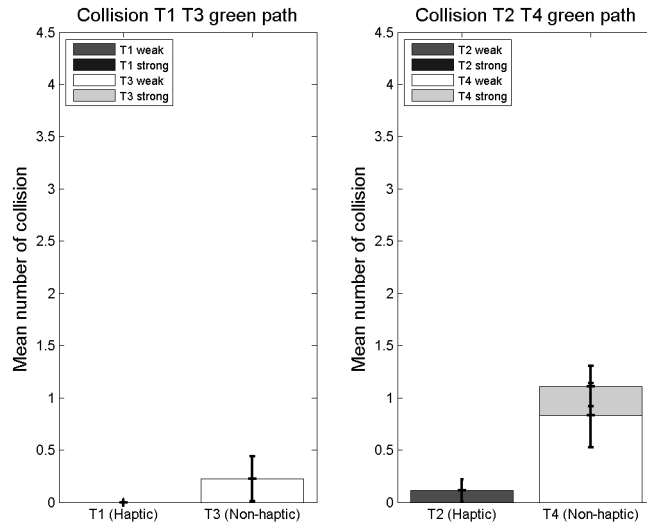 Collision T1 T3 green path
4.5
4
3.5
3
2.5
2
1.5
1
0.5
0
Mean number of collision
T1 weak
T1 strong
T3 weak
T3 strong
T1 (Haptic)
T3 (Non-haptic)
Collision T2 T4 green path
4.5
4
3.5
3
2.5
2
1.5
1
0.5
0
Mean number of collision
T2 weak
T2 strong
T4 weak
T4 strong
T2 (Haptic)
T4 (Non-haptic)